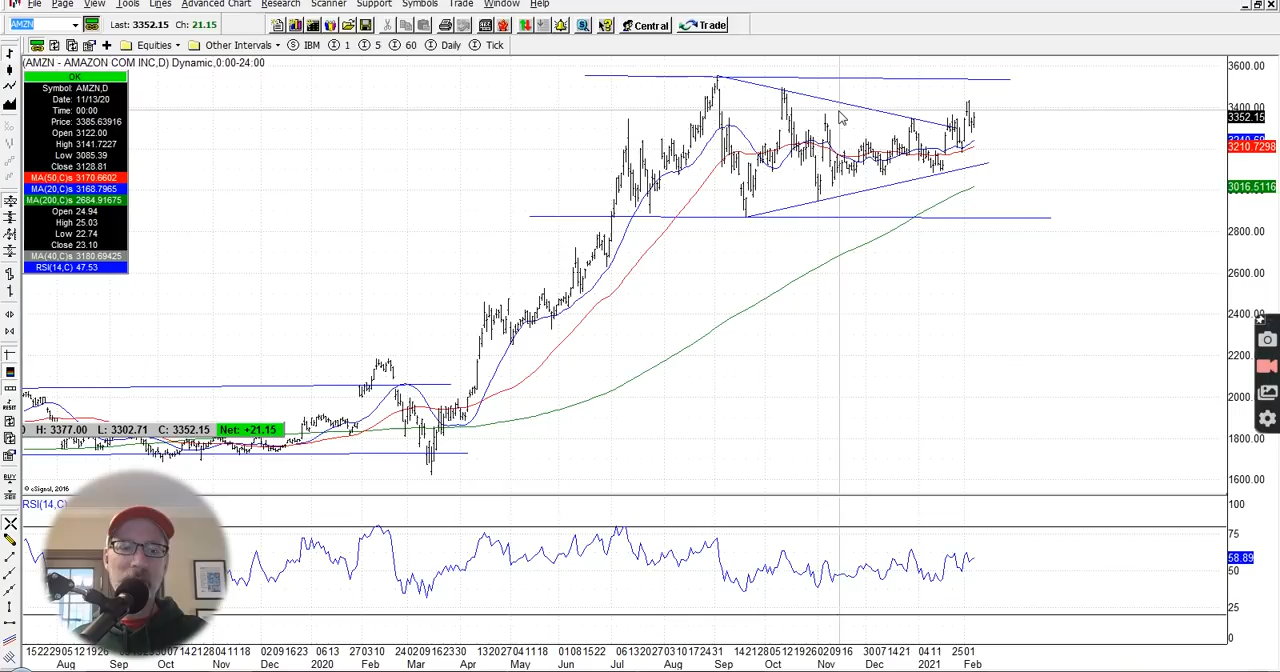 File Page View Tools Lines Advanced Chart Research Scanner Support Symbols Trade Window Help
AMZN Last: 3352.15 Ch: 21.15 Central Trade
Equities Other Intervals IBM 1 5 60 Daily Tick
(AMZN - AMAZON COM INC,D) Dynamic,0:00-24:00
OK
Symbol: AMZN,D
Date: 11/13/20
Time: 00:00
Price: 3385.63916
Open 3122.00
High 3141.7227
Low 3085.39
Close 3128.81
MA(50,C)s 3170.6602
MA(20,C)s 3168.7965
MA(200,C)s 2684.91675
Open 24.94
High 25.03
Low 22.74
Close 23.10
MA(40,C)s 3180.69425
RSI(14,C) 47.53
3600.00
3400.00
3352.15
3210.7298
3016.5116
2800.00
2600.00
2400.00
2200.00
2000.
1800.00
1600.00
H: 3377.00 L: 3302.71 C: 3352.15 Net: +21.15
© eSignal, 2016
RSI(14,C)
100
75
58.89
50
25
0
Aug Sep Oct Nov Dec 2020 Feb Mar Apr May Jun Jul Aug Sep Oct Nov Dec 2021 Feb
RESET
BUY